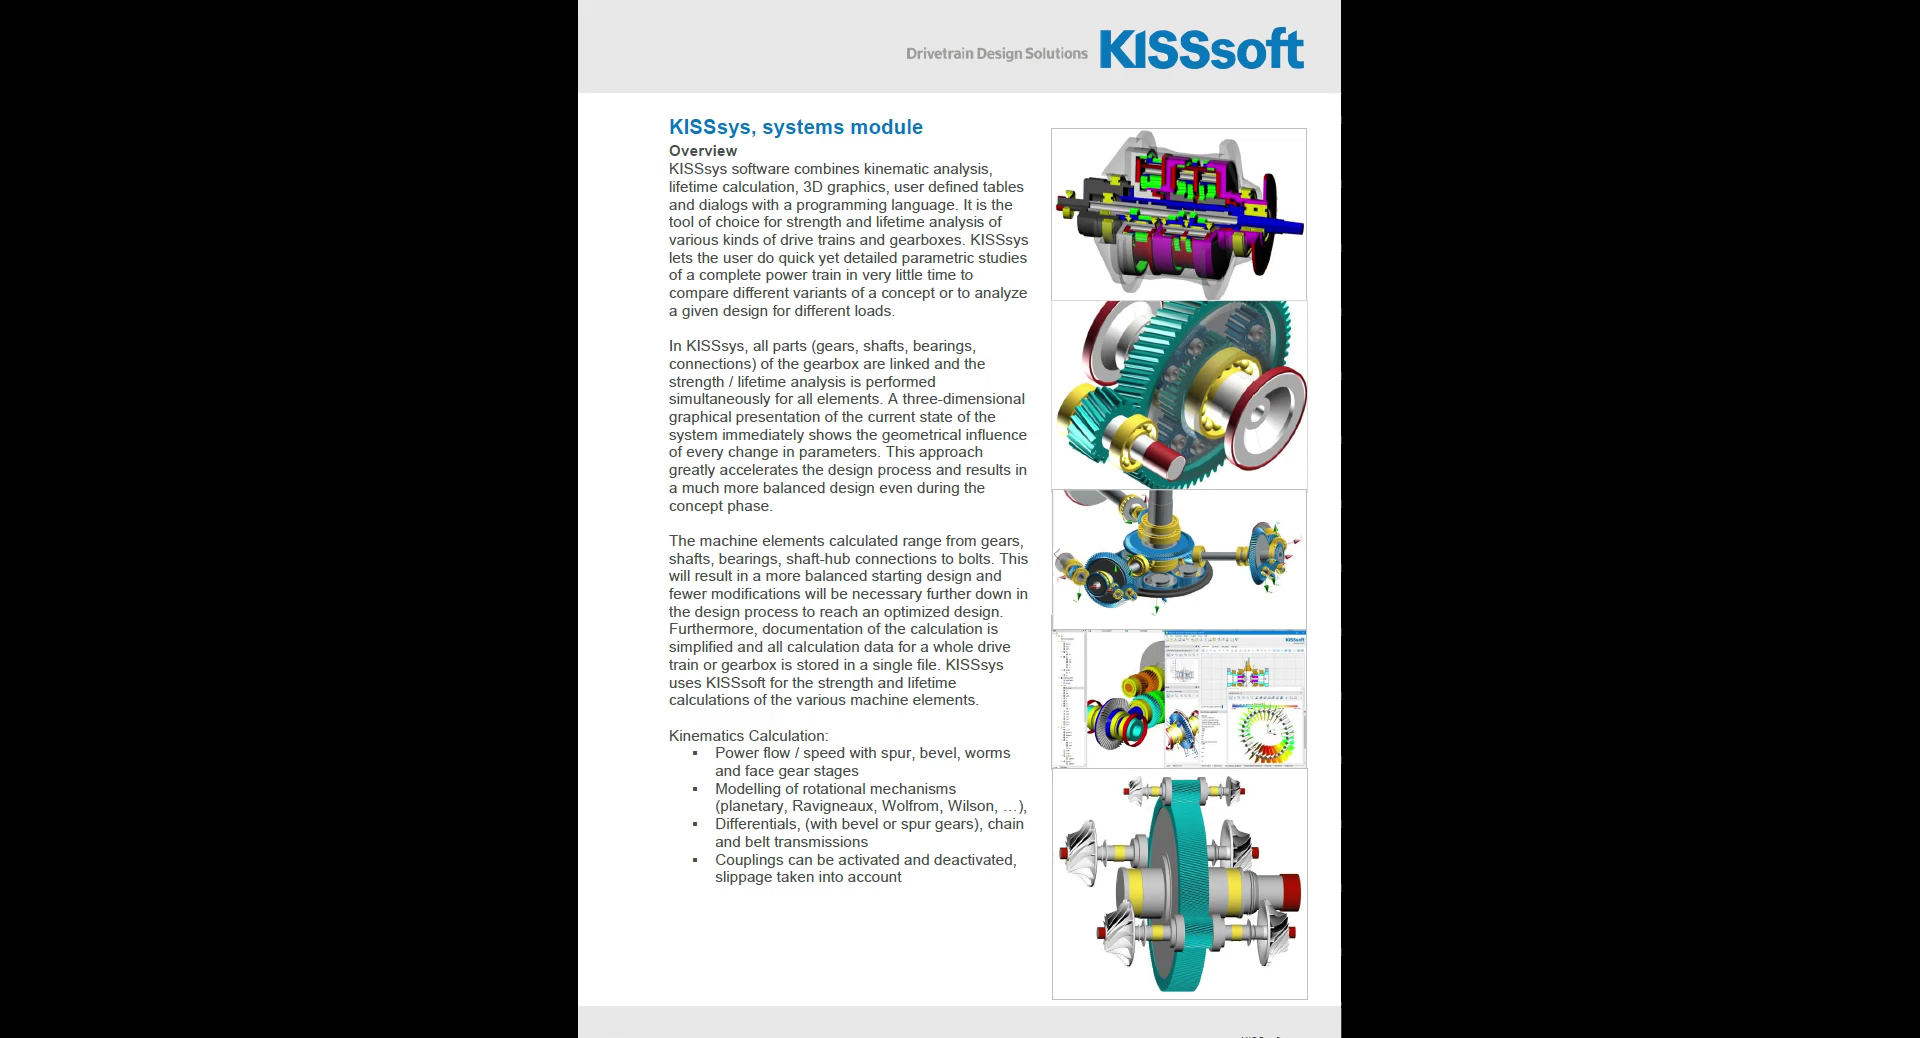 Drivetrain Design Solutions KISSsoft
KISSsys, systems module
Overview
KISSsys software combines kinematic analysis,
lifetime calculation, 3D graphics, user defined tables
and dialogs with a programming language. It is the
tool of choice for strength and lifetime analysis of
various kinds of drive trains and gearboxes. KISSsys
lets the user do quick yet detailed parametric studies
of a complete power train in very little time to
compare different variants of a concept or to analyze
a given design for different loads.
In KISSsys, all parts (gears, shafts, bearings,
connections) of the gearbox are linked and the
strength / lifetime analysis is performed
simultaneously for all elements. A three-dimensional
graphical presentation of the current state of the
system immediately shows the geometrical influence
of every change in parameters. This approach
greatly accelerates the design process and results in
a much more balanced design even during the
concept phase.
The machine elements calculated range from gears,
shafts, bearings, shaft-hub connections to bolts. This
will result in a more balanced starting design and
fewer modifications will be necessary further down in
the design process to reach an optimized design.
Furthermore, documentation of the calculation is
simplified and all calculation data for a whole drive
train or gearbox is stored in a single file. KISSsys
uses KISSsoft for the strength and lifetime
calculations of the various machine elements.
Kinematics Calculation:
▪ Power flow / speed with spur, bevel, worms
and face gear stages
▪ Modelling of rotational mechanisms
(planetary, Ravigneaux, Wolfrom, Wilson, …),
▪ Differentials, (with bevel or spur gears), chain
and belt transmissions
▪ Couplings can be activated and deactivated,
slippage taken into account
KISSsoft